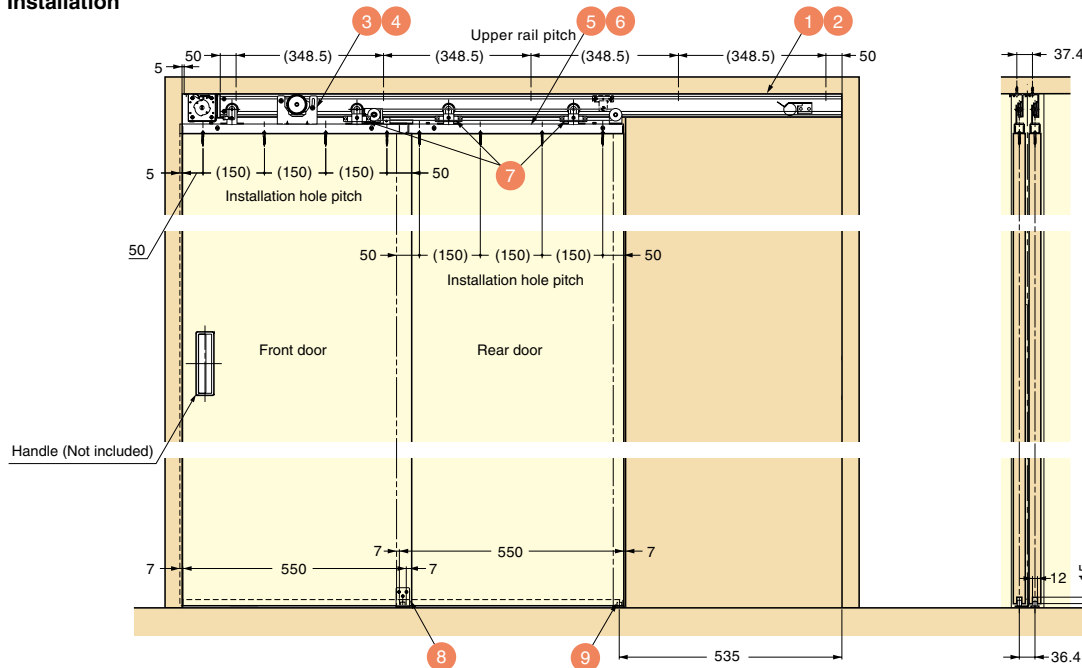 Installation
3 4 5 6 1 2
Upper rail pitch
50 (348.5) (348.5) (348.5) (348.5) 50 37.4
5
7
5 (150) (150) (150) 50
Installation hole pitch
50
50 (150) (150) (150) 50
Installation hole pitch
Front door Rear door
Handle (Not included)
7 550 7
7 550 7
12
8 9
535 36.4